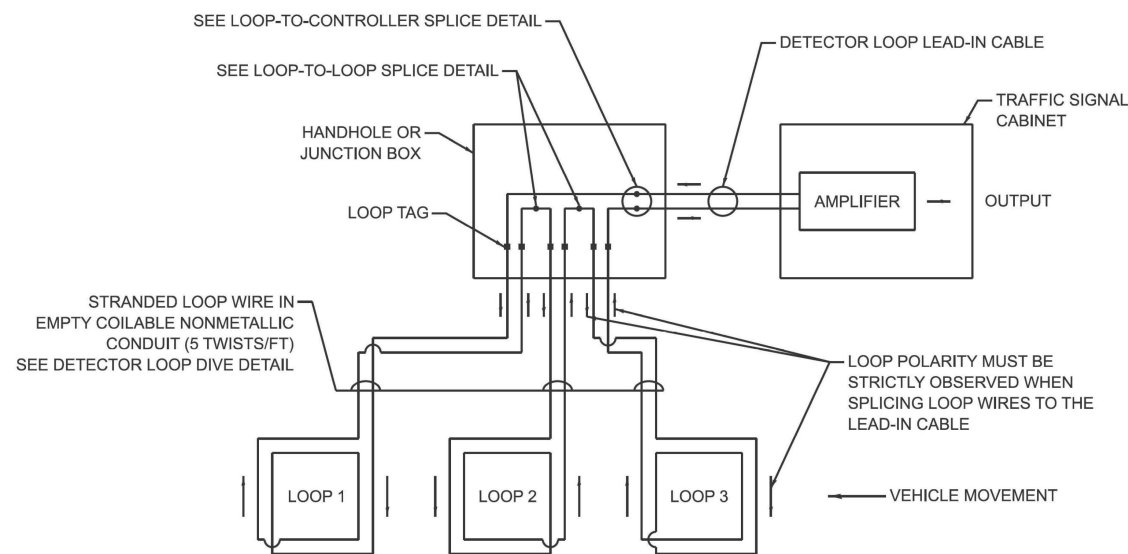 SEE LOOP-TO-CONTROLLER SPLICE DETAIL
DETECTOR LOOP LEAD-IN CABLE
SEE LOOP-TO-LOOP SPLICE DETAIL
TRAFFIC SIGNAL
CABINET
HANDHOLE OR
JUNCTION BOX
LOOP TAG
AMPLIFIER
OUTPUT
STRANDED LOOP WIRE IN
EMPTY COILABLE NONMETALLIC
CONDUIT (5 TWISTS/FT)
SEE DETECTOR LOOP DIVE DETAIL
LOOP POLARITY MUST BE
STRICTLY OBSERVED WHEN
SPLICING LOOP WIRES TO THE
LEAD-IN CABLE
LOOP 1
LOOP 2
LOOP 3
VEHICLE MOVEMENT